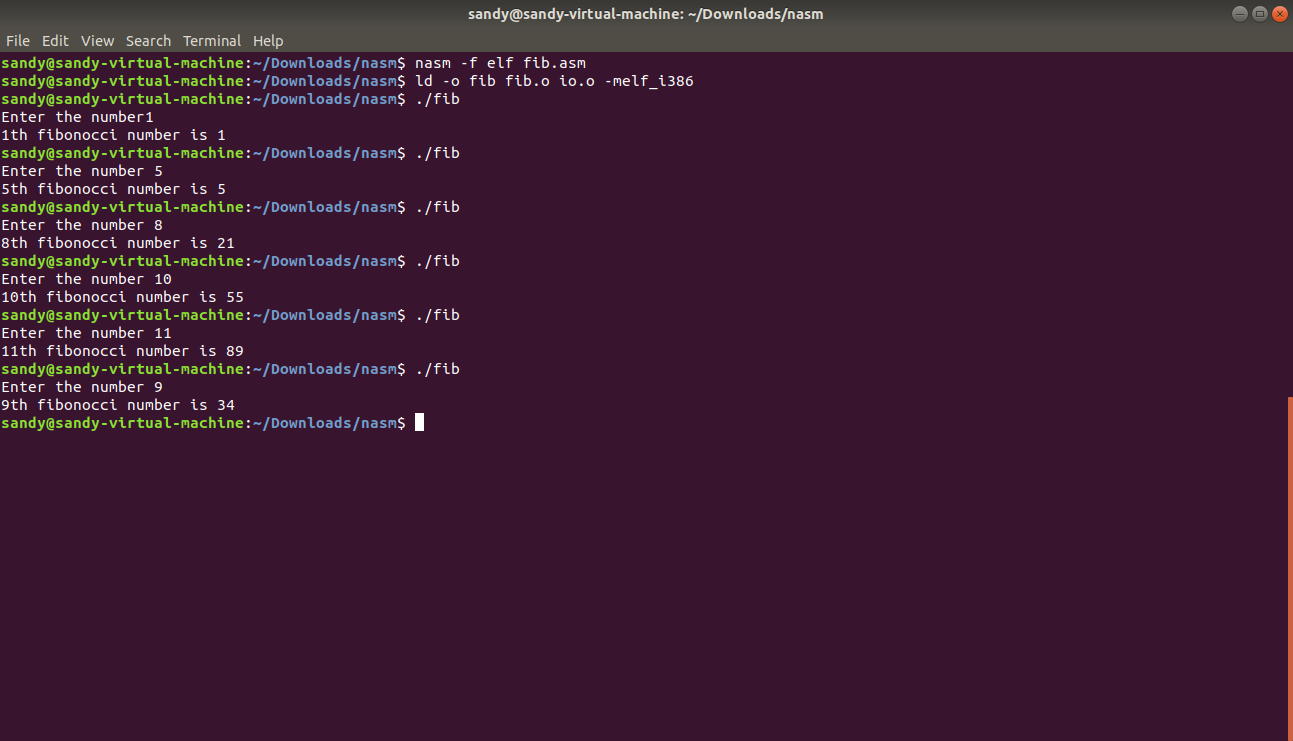 sandy@sandy-virtual-machine: ~/Downloads/nasm
File Edit View Search Terminal Help
sandy@sandy-virtual-machine:~/Downloads/nasm$ nasm -f elf fib.asm
sandy@sandy-virtual-machine:~/Downloads/nasm$ ld -o fib fib.o io.o -melf_i386
sandy@sandy-virtual-machine:~/Downloads/nasm$ ./fib
Enter the number1
1th fibonocci number is 1
sandy@sandy-virtual-machine:~/Downloads/nasm$ ./fib
Enter the number 5
5th fibonocci number is 5
sandy@sandy-virtual-machine:~/Downloads/nasm$ ./fib
Enter the number 8
8th fibonocci number is 21
sandy@sandy-virtual-machine:~/Downloads/nasm$ ./fib
Enter the number 10
10th fibonocci number is 55
sandy@sandy-virtual-machine:~/Downloads/nasm$ ./fib
Enter the number 11
11th fibonocci number is 89
sandy@sandy-virtual-machine:~/Downloads/nasm$ ./fib
Enter the number 9
9th fibonocci number is 34
sandy@sandy-virtual-machine:~/Downloads/nasm$